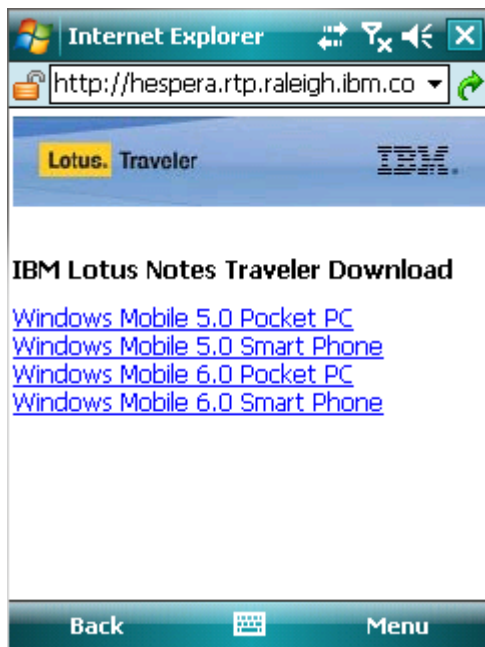 Internet Explorer
http://hespera.rtp.raleigh.ibm.co
Lotus. Traveler IBM.
IBM Lotus Notes Traveler Download
Windows Mobile 5.0 Pocket PC
Windows Mobile 5.0 Smart Phone
Windows Mobile 6.0 Pocket PC
Windows Mobile 6.0 Smart Phone
Back Menu